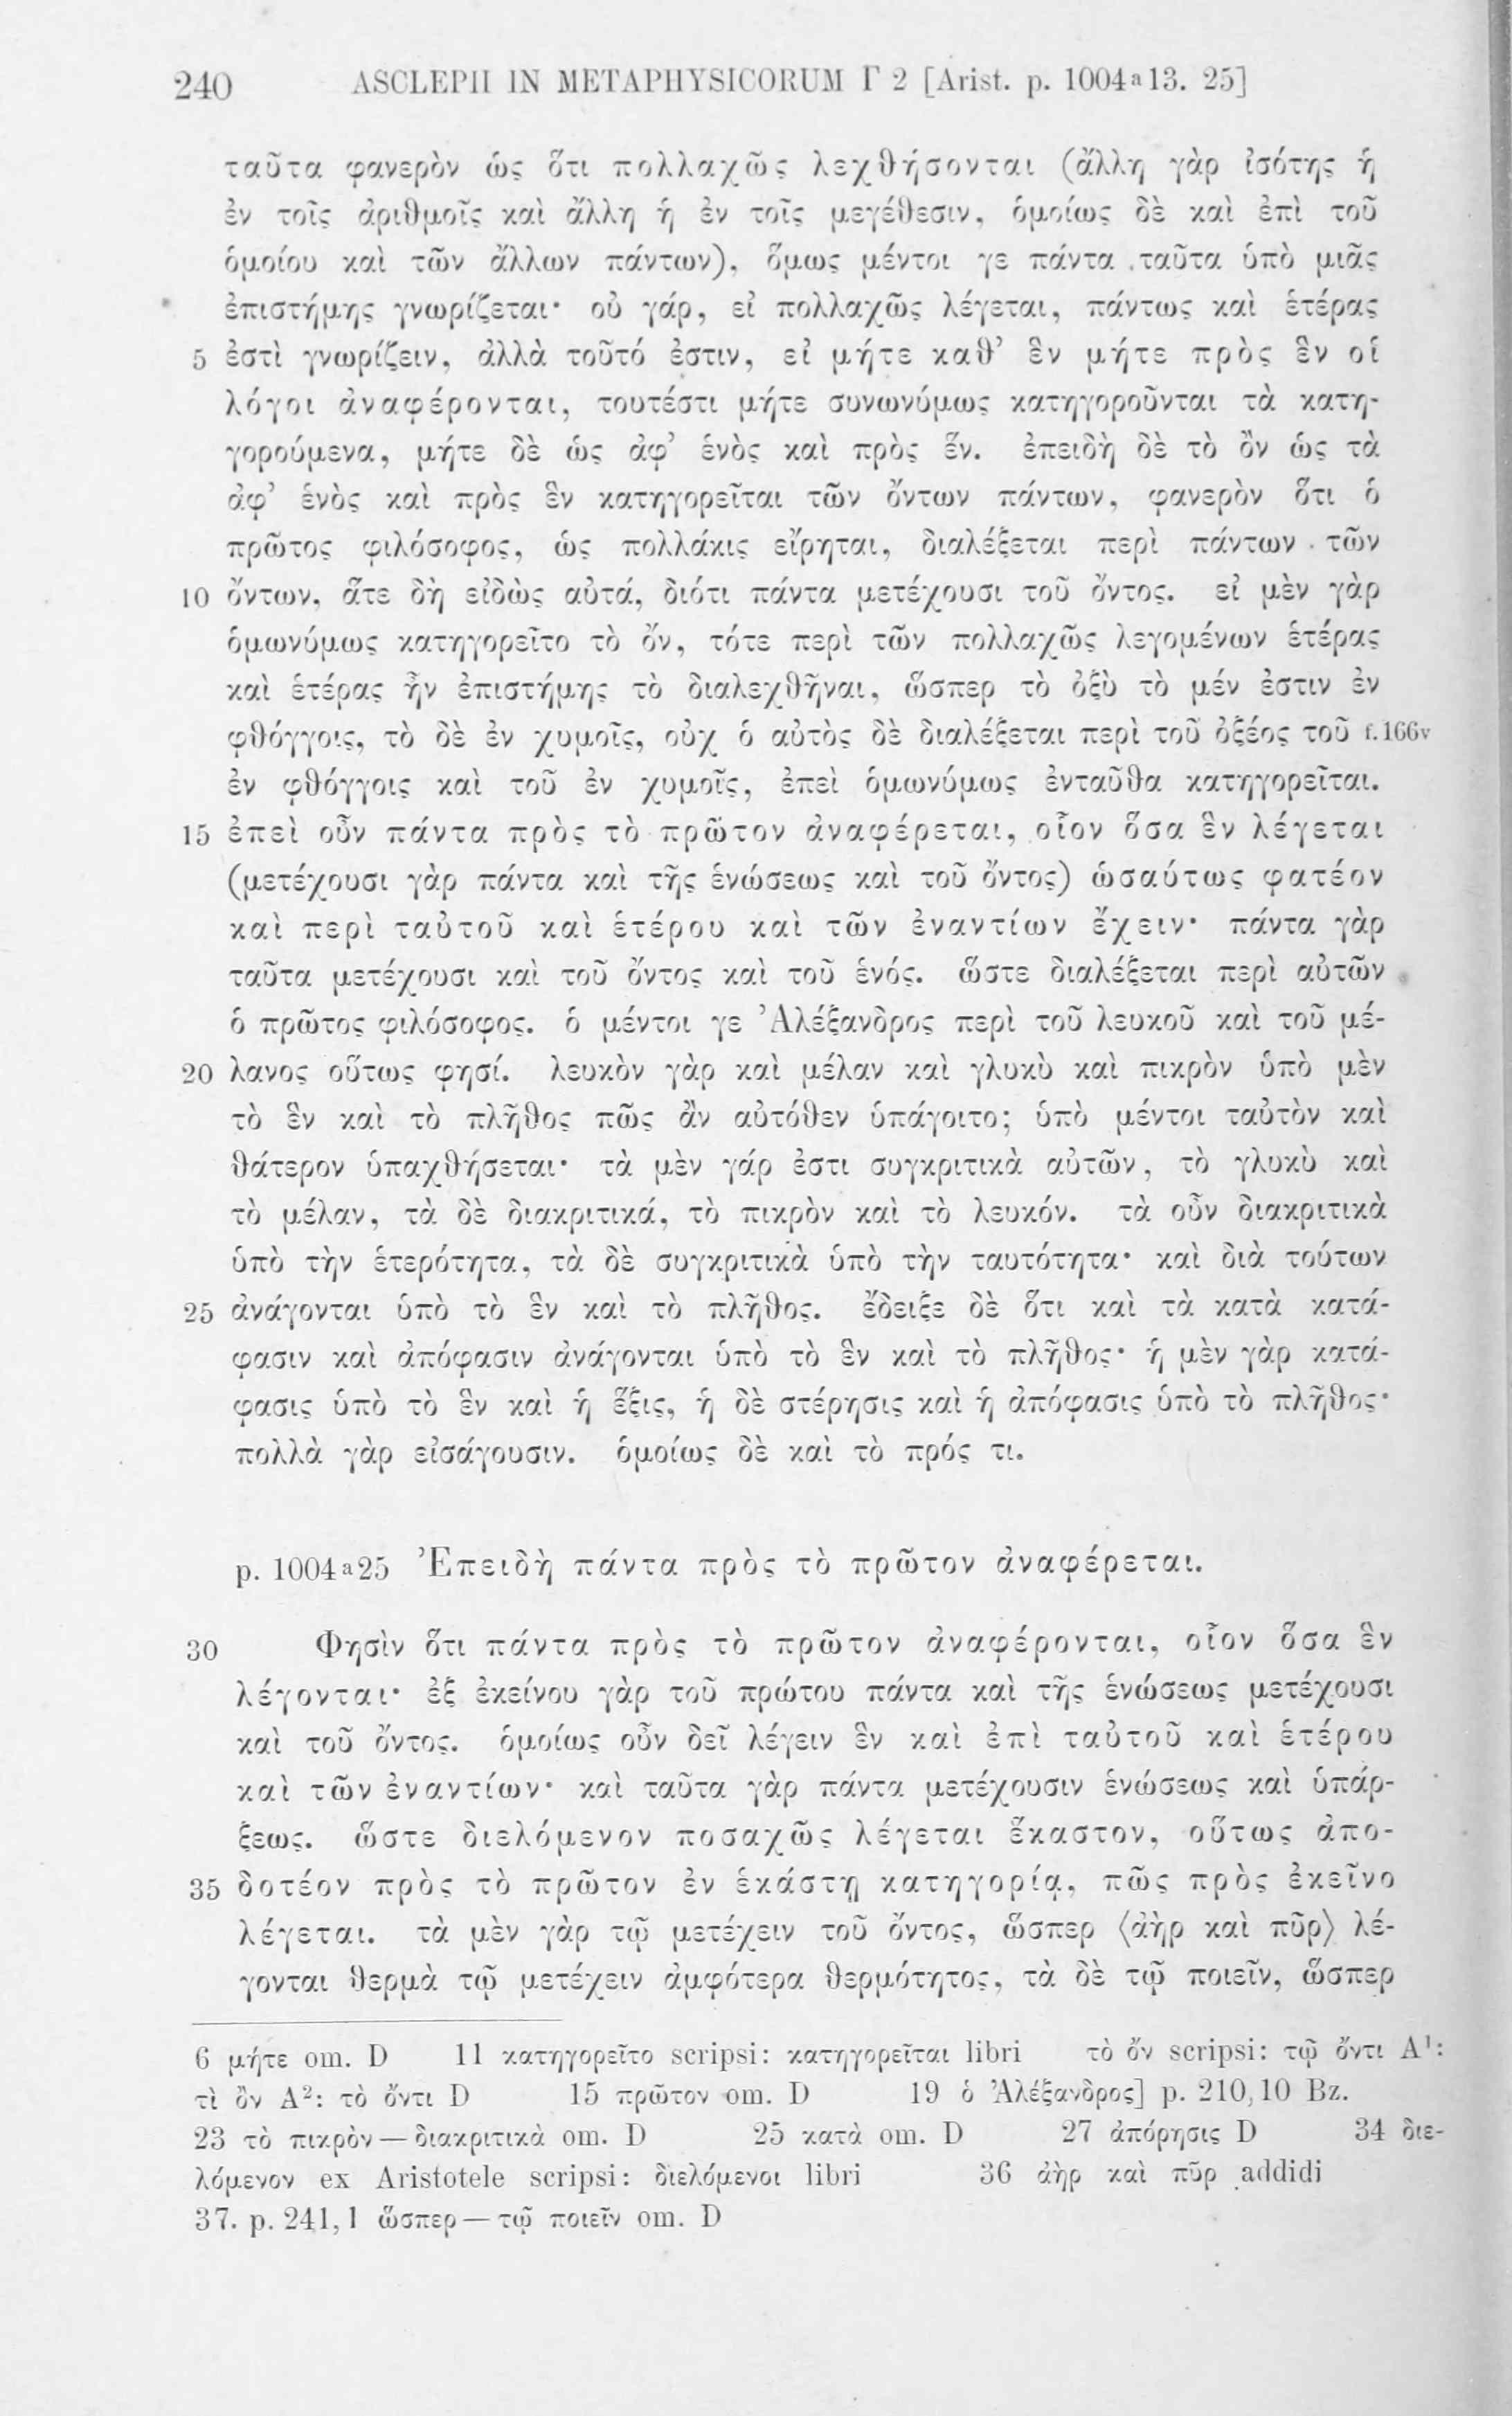 240 ASCLEPII IN METAPHYSICORUM Γ 2 [Arist. p. 1004a13. 25]
ταῦτα φανερὸν ὡς ὅτι πολλαχῶς λεχθήσονται (ἄλλη γὰρ ἰσότης ἡ
ἐν τοῖς ἀριθμοῖς καὶ ἄλλη ἡ ἐν τοῖς μεγέθεσιν, ὁμοίως δὲ καὶ ἐπὶ τοῦ
ὁμοίου καὶ τῶν ἄλλων πάντων), ὅμως μέντοι γε πάντα ταῦτα ὑπὸ μιᾶς
ἐπιστήμης γνωρίζεται· οὐ γάρ, εἰ πολλαχῶς λέγεται, πάντως καὶ ἑτέρας
5 ἐστὶ γνωρίζειν, ἀλλὰ τοῦτό ἐστιν, εἰ μήτε καθ’ ἓν μήτε πρὸς ἓν οἱ
λόγοι ἀναφέρονται, τουτέστι μήτε συνωνύμως κατηγοροῦνται τὰ κατη-
γορούμενα, μήτε δὲ ὡς ἀφ’ ἑνὸς καὶ πρὸς ἕν. ἐπειδὴ δὲ τὸ ὂν ὡς τὰ
ἀφ’ ἑνὸς καὶ πρὸς ἓν κατηγορεῖται τῶν ὄντων πάντων, φανερὸν ὅτι ὁ
πρῶτος φιλόσοφος, ὡς πολλάκις εἴρηται, διαλέξεται περὶ πάντων τῶν
10 ὄντων, ἅτε δὴ εἰδὼς αὐτά, διότι πάντα μετέχουσι τοῦ ὄντος. εἰ μὲν γὰρ
ὁμωνύμως κατηγορεῖτο τὸ ὄν, τότε περὶ τῶν πολλαχῶς λεγομένων ἑτέρας
καὶ ἑτέρας ἦν ἐπιστήμης τὸ διαλεχθῆναι, ὥσπερ τὸ ὀξὺ τὸ μέν ἐστιν ἐν
φθόγγοις, τὸ δὲ ἐν χυμοῖς, οὐχ ὁ αὐτὸς δὲ διαλέξεται περὶ τοῦ ὀξέος τοῦ f. 166v
ἐν φθόγγοις καὶ τοῦ ἐν χυμοῖς, ἐπεὶ ὁμωνύμως ἐνταῦθα κατηγορεῖται.
15 ἐπεὶ οὖν πάντα πρὸς τὸ πρῶτον ἀναφέρεται, οἷον ὅσα ἓν λέγεται
(μετέχουσι γὰρ πάντα καὶ τῆς ἑνώσεως καὶ τοῦ ὄντος) ὡσαύτως φατέον
καὶ περὶ ταὐτοῦ καὶ ἑτέρου καὶ τῶν ἐναντίων ἔχειν· πάντα γὰρ
ταῦτα μετέχουσι καὶ τοῦ ὄντος καὶ τοῦ ἑνός. ὥστε διαλέξεται περὶ αὐτῶν
ὁ πρῶτος φιλόσοφος. ὁ μέντοι γε Ἀλέξανδρος περὶ τοῦ λευκοῦ καὶ τοῦ μέ-
20 λανος οὕτως φησί. λευκὸν γὰρ καὶ μέλαν καὶ γλυκὺ καὶ πικρὸν ὑπὸ μὲν
τὸ ἓν καὶ τὸ πλῆθος πῶς ἂν αὐτόθεν ὑπάγοιτο; ὑπὸ μέντοι ταὐτὸν καὶ
θάτερον ὑπαχθήσεται· τὰ μὲν γάρ ἐστι συγκριτικὰ αὐτῶν, τὸ γλυκὺ καὶ
τὸ μέλαν, τὰ δὲ διακριτικά, τὸ πικρὸν καὶ τὸ λευκόν. τὰ οὖν διακριτικὰ
ὑπὸ τὴν ἑτερότητα, τὰ δὲ συγκριτικὰ ὑπὸ τὴν ταυτότητα· καὶ διὰ τούτων
25 ἀνάγονται ὑπὸ τὸ ἓν καὶ τὸ πλῆθος. ἔδειξε δὲ ὅτι καὶ τὰ κατὰ κατά-
φασιν καὶ ἀπόφασιν ἀνάγονται ὑπὸ τὸ ἓν καὶ τὸ πλῆθος· ἡ μὲν γὰρ κατά-
φασις ὑπὸ τὸ ἓν καὶ ἡ ἕξις, ἡ δὲ στέρησις καὶ ἡ ἀπόφασις ὑπὸ τὸ πλῆθος·
πολλὰ γὰρ εἰσάγουσιν. ὁμοίως δὲ καὶ τὸ πρός τι.
p. 1004a25 Ἐπειδὴ πάντα πρὸς τὸ πρῶτον ἀναφέρεται.
30 Φησὶν ὅτι πάντα πρὸς τὸ πρῶτον ἀναφέρονται, οἷον ὅσα ἓν
λέγονται· ἐξ ἐκείνου γὰρ τοῦ πρώτου πάντα καὶ τῆς ἑνώσεως μετέχουσι
καὶ τοῦ ὄντος. ὁμοίως οὖν δεῖ λέγειν ἓν καὶ ἐπὶ ταὐτοῦ καὶ ἑτέρου
καὶ τῶν ἐναντίων· καὶ ταῦτα γὰρ πάντα μετέχουσιν ἑνώσεως καὶ ὑπάρ-
ξεως. ὥστε διελόμενον ποσαχῶς λέγεται ἕκαστον, οὕτως ἀπο-
35 δοτέον πρὸς τὸ πρῶτον ἐν ἑκάστῃ κατηγορίᾳ, πῶς πρὸς ἐκεῖνο
λέγεται. τὰ μὲν γὰρ τῷ μετέχειν τοῦ ὄντος, ὥσπερ ⟨ἀὴρ καὶ πῦρ⟩ λέ-
γονται θερμὰ τῷ μετέχειν ἀμφότερα θερμότητος, τὰ δὲ τῷ ποιεῖν, ὥσπερ
6 μήτε om. D 11 κατηγορεῖτο scripsi: κατηγορεῖται libri τὸ ὄν scripsi: τῷ ὄντι A¹:
τὶ ὂν A²: τὸ ὄντι D 15 πρῶτον om. D 19 ὁ Ἀλέξανδρος] p. 210,10 Bz.
23 τὸ πικρὸν — διακριτικὰ om. D 25 κατὰ om. D 27 ἀπόρησις D 34 διε-
λόμενον ex Aristotele scripsi: διελόμενοι libri 36 ἀὴρ καὶ πῦρ addidi
37. p. 241,1 ὥσπερ — τῷ ποιεῖν om. D